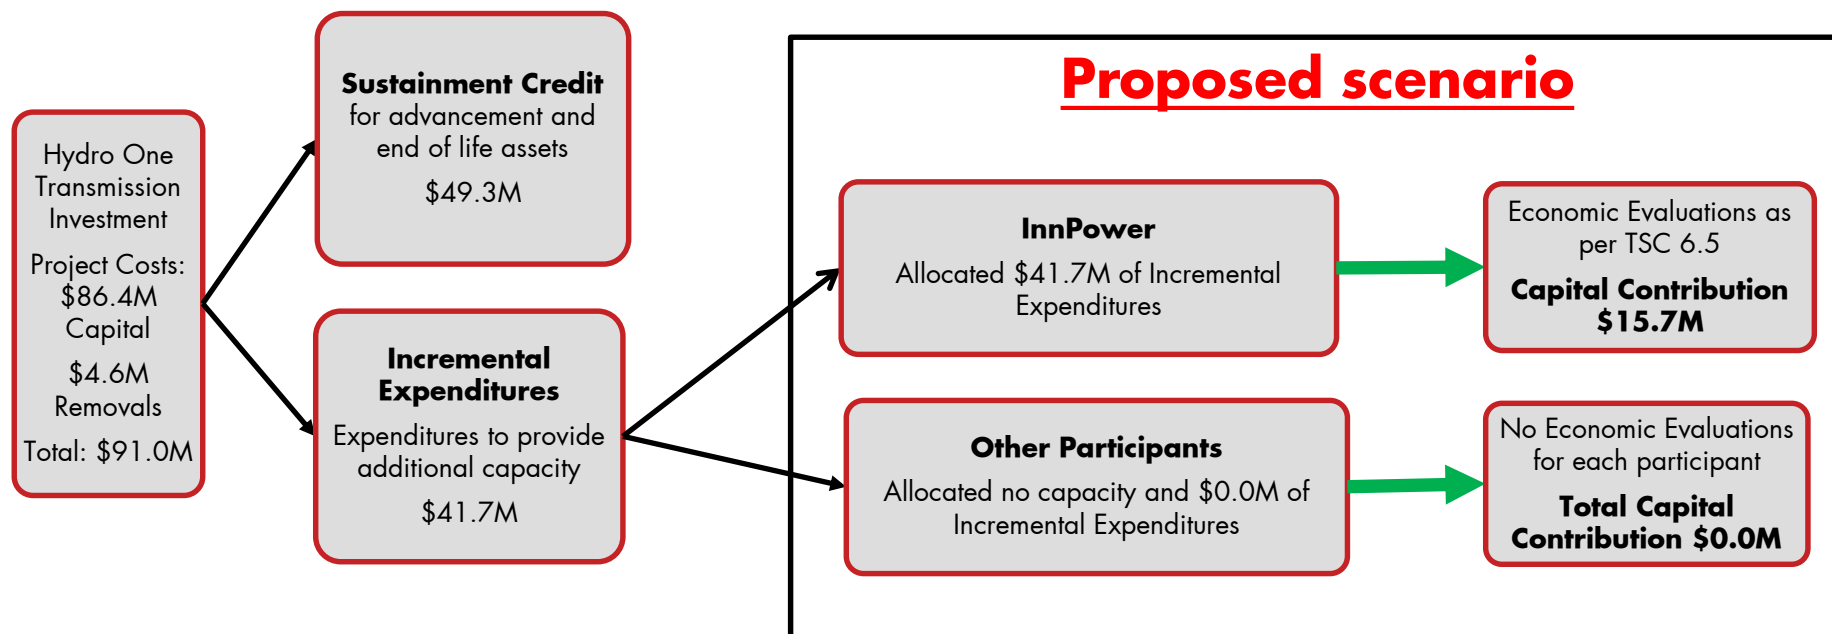 Hydro One
Transmission
Investment
Project Costs:
$86.4M
Capital
$4.6M
Removals
Total: $91.0M
Sustainment Credit
for advancement and
end of life assets
$49.3M
Incremental
Expenditures
Expenditures to provide
additional capacity
$41.7M
Proposed scenario
InnPower
Allocated $41.7M of Incremental
Expenditures
Economic Evaluations as
per TSC 6.5
Capital Contribution
$15.7M
Other Participants
Allocated no capacity and $0.0M of
Incremental Expenditures
No Economic Evaluations
for each participant
Total Capital
Contribution $0.0M